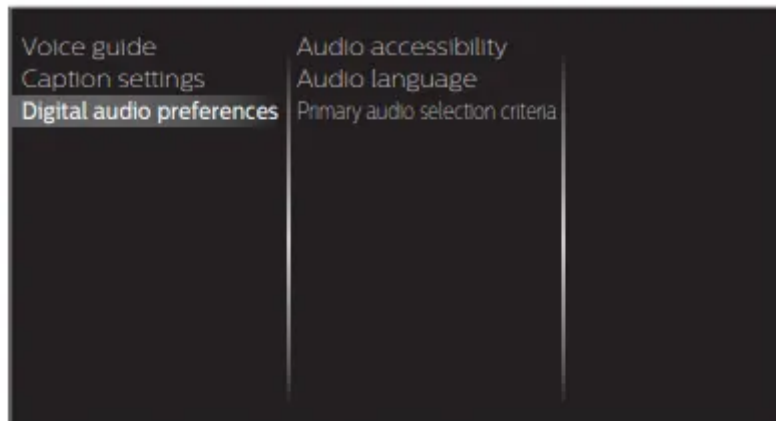 Voice guide
Caption settings
Digital audio preferences
Audio accessibility
Audio language
Primary audio selection criteria